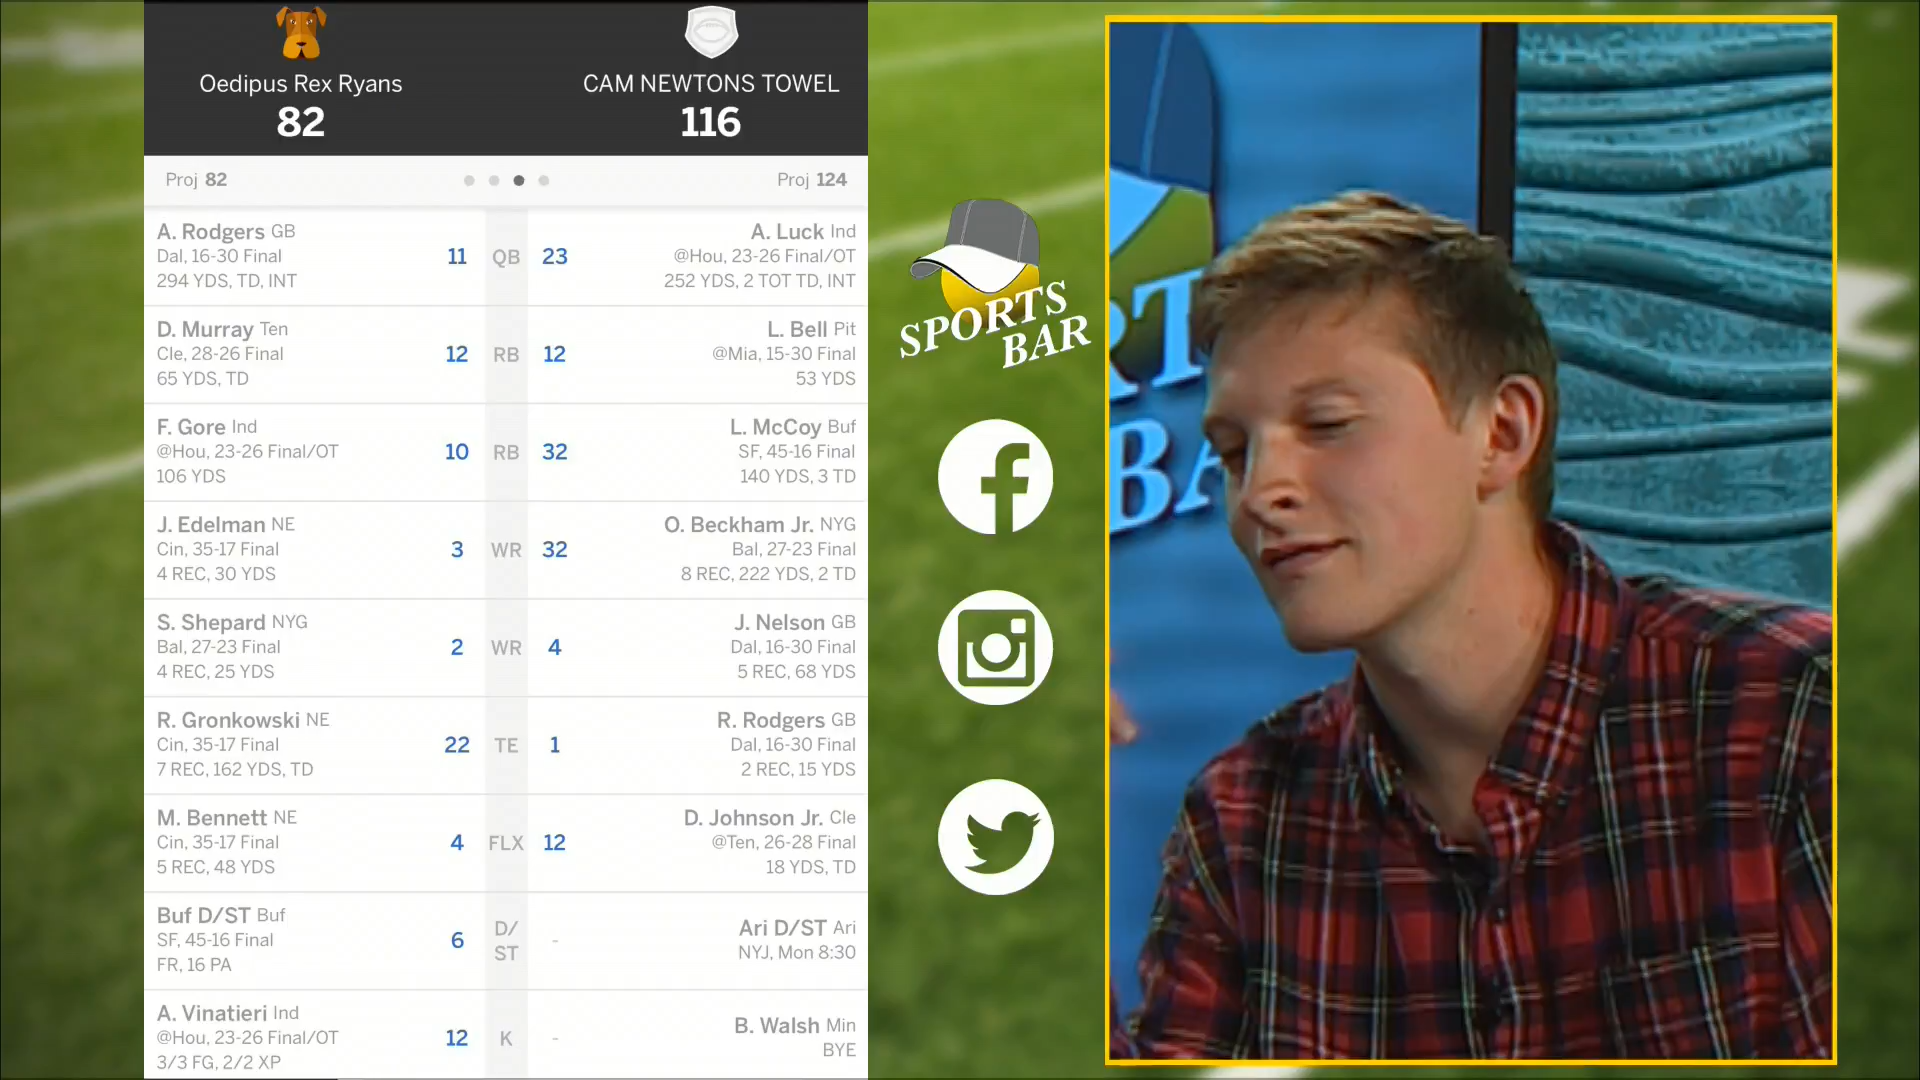 Oedipus Rex Ryans
82
CAM NEWTONS TOWEL
116
Proj 82
Proj 124
A. Rodgers GB
Dal, 16-30 Final
294 YDS, TD, INT
11 QB 23
A. Luck Ind
@Hou, 23-26 Final/OT
252 YDS, 2 TOT TD, INT
D. Murray Ten
Cle, 28-26 Final
65 YDS, TD
12 RB 12
L. Bell Pit
@Mia, 15-30 Final
53 YDS
F. Gore Ind
@Hou, 23-26 Final/OT
106 YDS
10 RB 32
L. McCoy Buf
SF, 45-16 Final
140 YDS, 3 TD
J. Edelman NE
Cin, 35-17 Final
4 REC, 30 YDS
3 WR 32
O. Beckham Jr. NYG
Bal, 27-23 Final
8 REC, 222 YDS, 2 TD
S. Shepard NYG
Bal, 27-23 Final
4 REC, 25 YDS
2 WR 4
J. Nelson GB
Dal, 16-30 Final
5 REC, 68 YDS
R. Gronkowski NE
Cin, 35-17 Final
7 REC, 162 YDS, TD
22 TE 1
R. Rodgers GB
Dal, 16-30 Final
2 REC, 15 YDS
M. Bennett NE
Cin, 35-17 Final
5 REC, 48 YDS
4 FLX 12
D. Johnson Jr. Cle
@Ten, 26-28 Final
18 YDS, TD
Buf D/ST Buf
SF, 45-16 Final
FR, 16 PA
6 D/ -
ST
Ari D/ST Ari
NYJ, Mon 8:30
A. Vinatieri Ind
@Hou, 23-26 Final/OT
3/3 FG, 2/2 XP
12 K -
B. Walsh Min
BYE
SPORTS
BAR
RT
BA